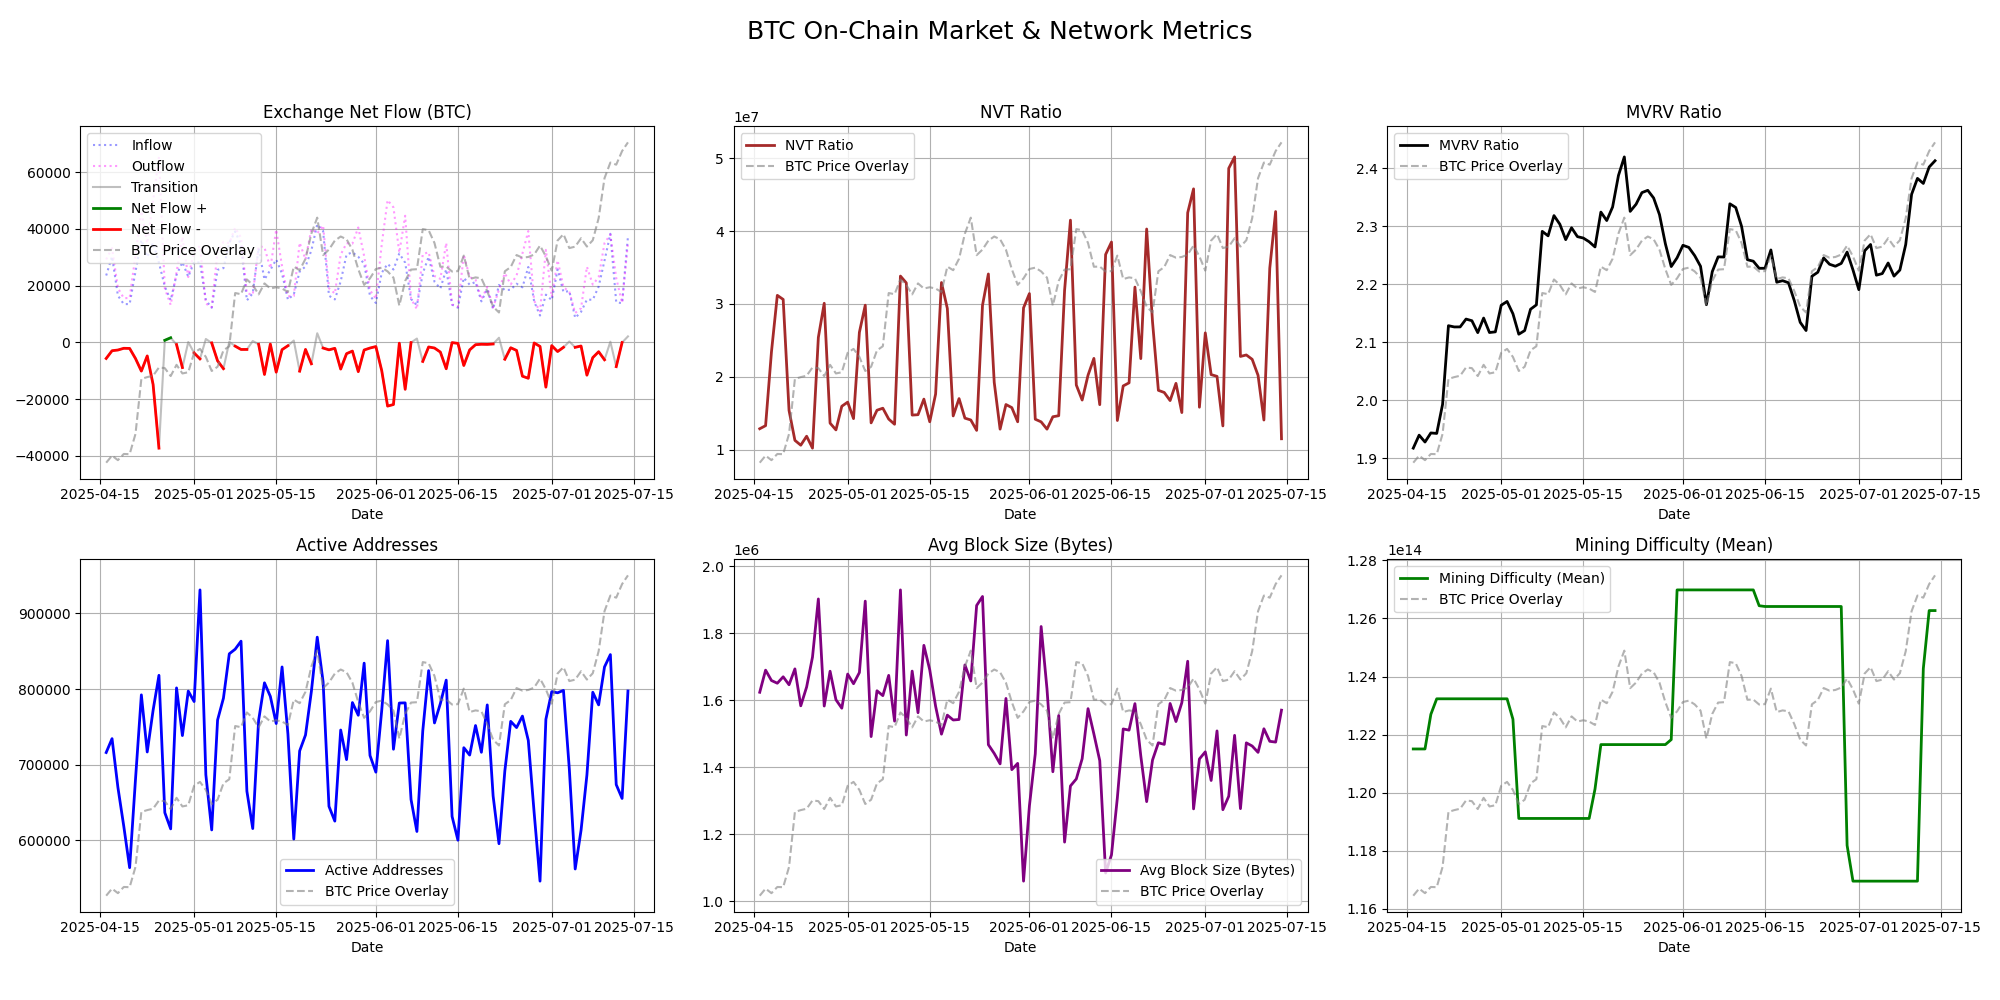 BTC On-Chain Market & Network Metrics
Exchange Net Flow (BTC)
Inflow
Outflow
Transition
Net Flow +
Net Flow -
BTC Price Overlay
60000
40000
20000
0
−20000
−40000
2025-04-15 2025-05-01 2025-05-15 2025-06-01 2025-06-15 2025-07-01 2025-07-15
Date
NVT Ratio
1e7
NVT Ratio
BTC Price Overlay
5
4
3
2
1
2025-04-15 2025-05-01 2025-05-15 2025-06-01 2025-06-15 2025-07-01 2025-07-15
Date
MVRV Ratio
MVRV Ratio
BTC Price Overlay
2.4
2.3
2.2
2.1
2.0
1.9
2025-04-15 2025-05-01 2025-05-15 2025-06-01 2025-06-15 2025-07-01 2025-07-15
Date
Active Addresses
900000
800000
700000
600000
Active Addresses
BTC Price Overlay
2025-04-15 2025-05-01 2025-05-15 2025-06-01 2025-06-15 2025-07-01 2025-07-15
Date
Avg Block Size (Bytes)
1e6
2.0
1.8
1.6
1.4
1.2
1.0
Avg Block Size (Bytes)
BTC Price Overlay
2025-04-15 2025-05-01 2025-05-15 2025-06-01 2025-06-15 2025-07-01 2025-07-15
Date
Mining Difficulty (Mean)
1e14
Mining Difficulty (Mean)
BTC Price Overlay
1.28
1.26
1.24
1.22
1.20
1.18
1.16
2025-04-15 2025-05-01 2025-05-15 2025-06-01 2025-06-15 2025-07-01 2025-07-15
Date